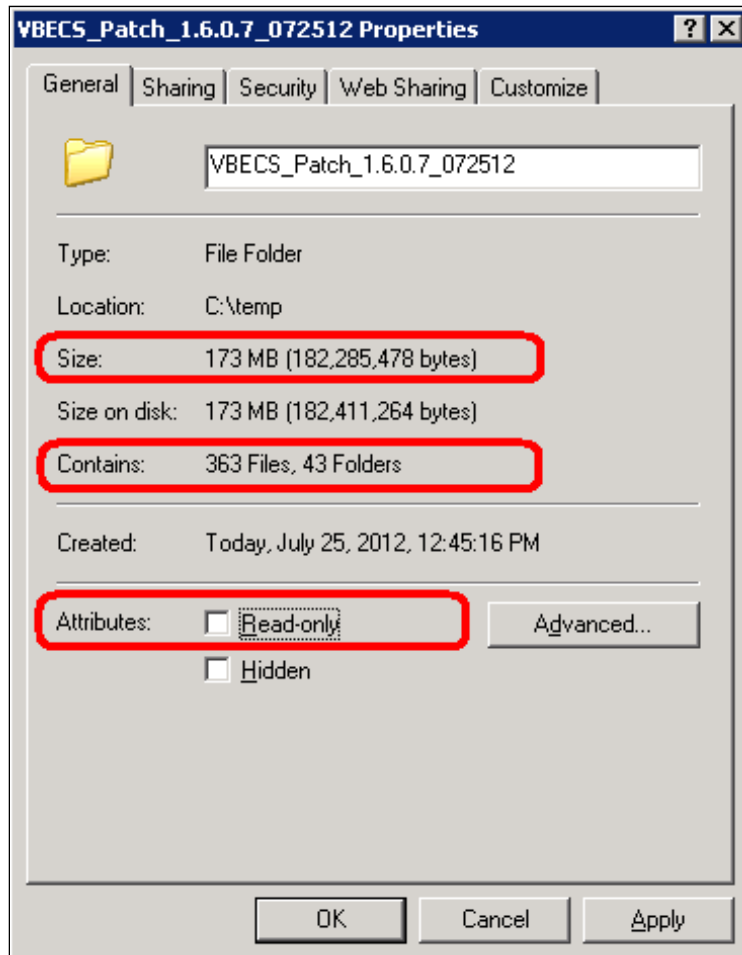 VBECS_Patch_1.6.0.7_072512 Properties
General Sharing Security Web Sharing Customize
VBECS_Patch_1.6.0.7_072512
Type: File Folder
Location: C:\temp
Size: 173 MB (182,285,478 bytes)
Size on disk: 173 MB (182,411,264 bytes)
Contains: 363 Files, 43 Folders
Created: Today, July 25, 2012, 12:45:16 PM
Attributes: Read-only Advanced...
Hidden
OK Cancel Apply